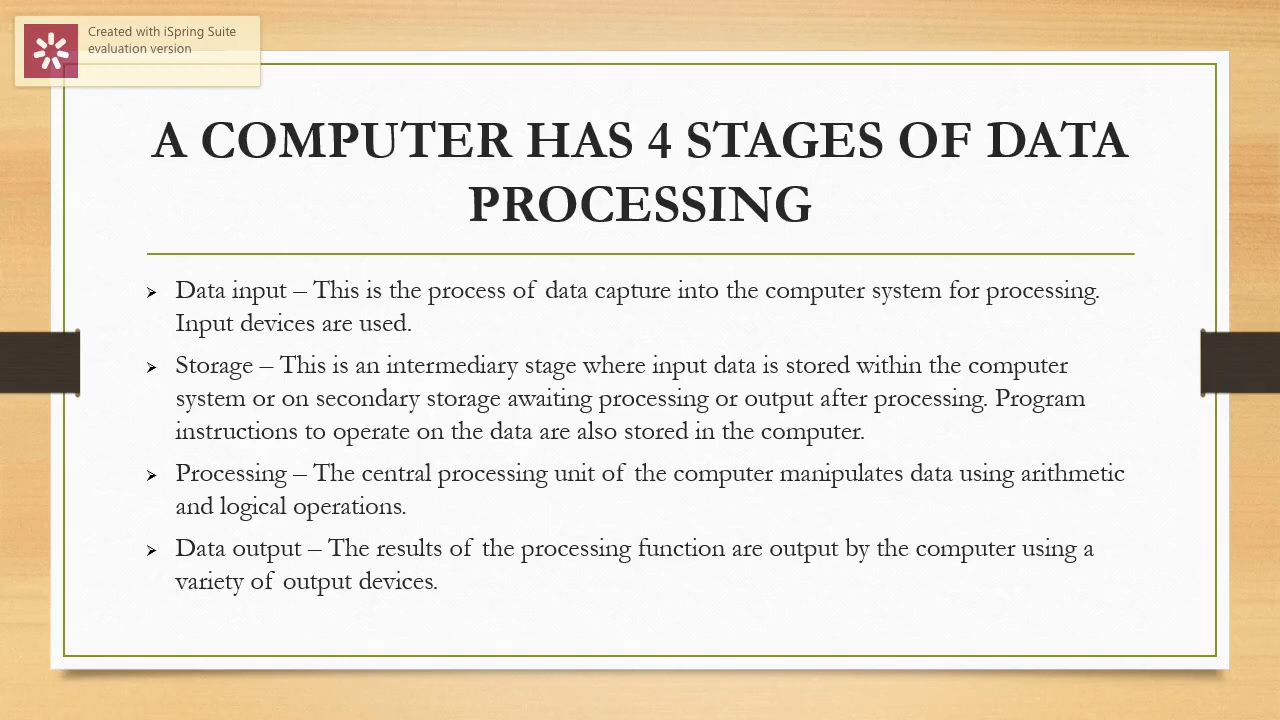 Created with iSpring Suite
evaluation version
A COMPUTER HAS 4 STAGES OF DATA
PROCESSING
Data input – This is the process of data capture into the computer system for processing.
Input devices are used.
Storage – This is an intermediary stage where input data is stored within the computer
system or on secondary storage awaiting processing or output after processing. Program
instructions to operate on the data are also stored in the computer.
Processing – The central processing unit of the computer manipulates data using arithmetic
and logical operations.
Data output – The results of the processing function are output by the computer using a
variety of output devices.